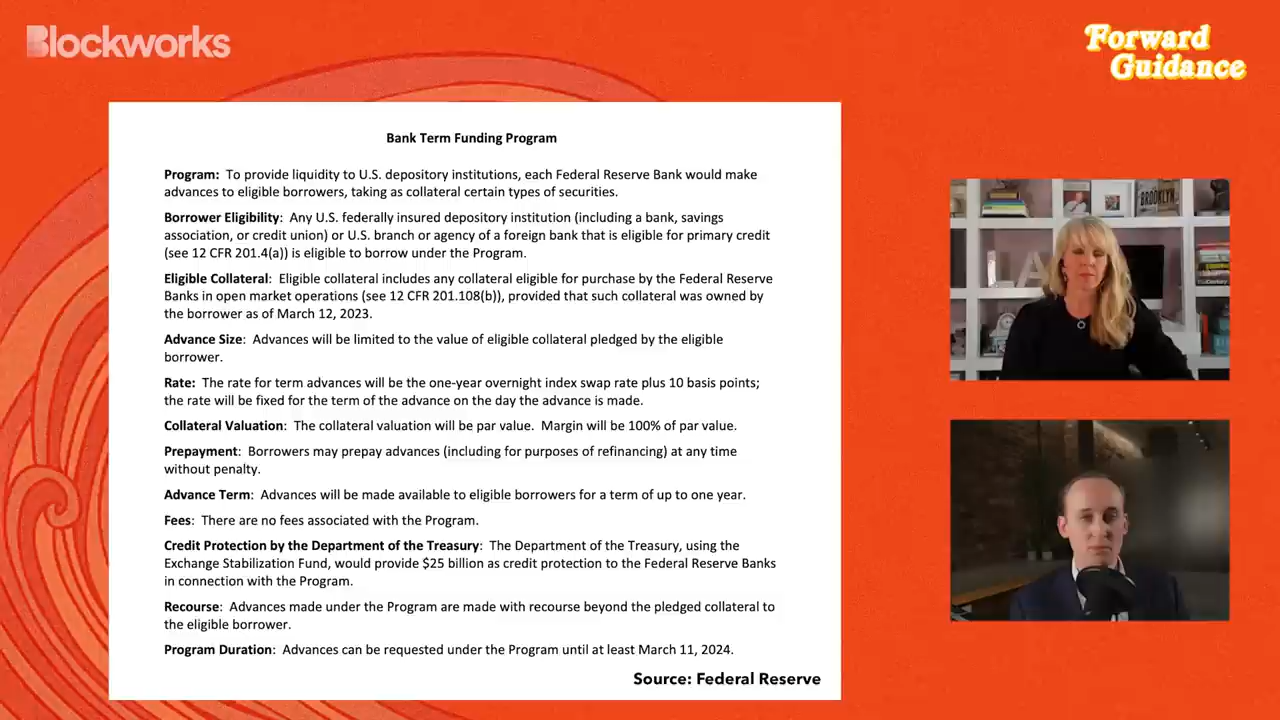 Blockworks
Forward
Guidance
Bank Term Funding Program
Program: To provide liquidity to U.S. depository institutions, each Federal Reserve Bank would make
advances to eligible borrowers, taking as collateral certain types of securities.
Borrower Eligibility: Any U.S. federally insured depository institution (including a bank, savings
association, or credit union) or U.S. branch or agency of a foreign bank that is eligible for primary credit
(see 12 CFR 201.4(a)) is eligible to borrow under the Program.
Eligible Collateral: Eligible collateral includes any collateral eligible for purchase by the Federal Reserve
Banks in open market operations (see 12 CFR 201.108(b)), provided that such collateral was owned by
the borrower as of March 12, 2023.
Advance Size: Advances will be limited to the value of eligible collateral pledged by the eligible
borrower.
Rate: The rate for term advances will be the one-year overnight index swap rate plus 10 basis points;
the rate will be fixed for the term of the advance on the day the advance is made.
Collateral Valuation: The collateral valuation will be par value. Margin will be 100% of par value.
Prepayment: Borrowers may prepay advances (including for purposes of refinancing) at any time
without penalty.
Advance Term: Advances will be made available to eligible borrowers for a term of up to one year.
Fees: There are no fees associated with the Program.
Credit Protection by the Department of the Treasury: The Department of the Treasury, using the
Exchange Stabilization Fund, would provide $25 billion as credit protection to the Federal Reserve Banks
in connection with the Program.
Recourse: Advances made under the Program are made with recourse beyond the pledged collateral to
the eligible borrower.
Program Duration: Advances can be requested under the Program until at least March 11, 2024.
Source: Federal Reserve
BROOKLYN